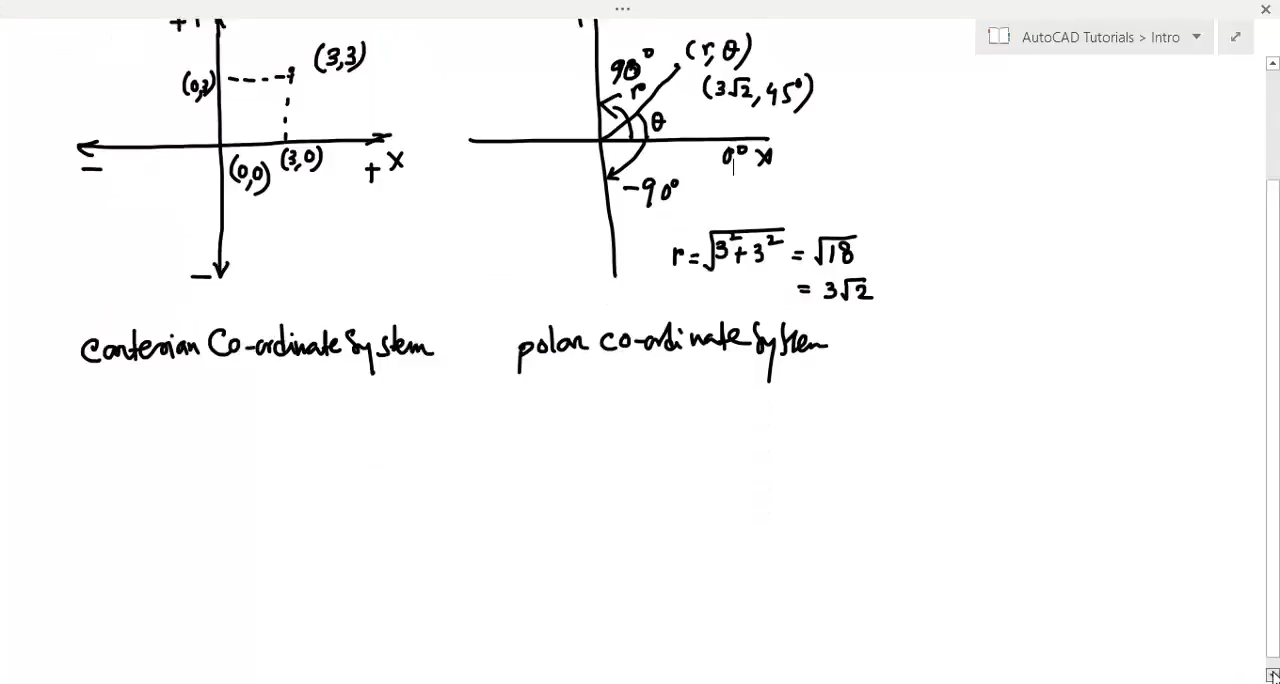 ...
AutoCAD Tutorials > Intro
+Y
(3,3)
(0,3)
(0,0)
(3,0)
+ X
−
−
90°
r
(r, θ)
(3√2, 45°)
θ
0° X
-90°
r = √3²+3² = √18
= 3√2
Cartesian Co-ordinate System
polar co-ordinate System